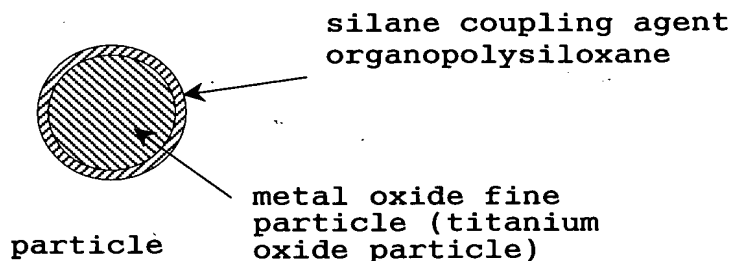 silane coupling agent
organopolysiloxane
metal oxide fine
particle (titanium
oxide particle)
particle